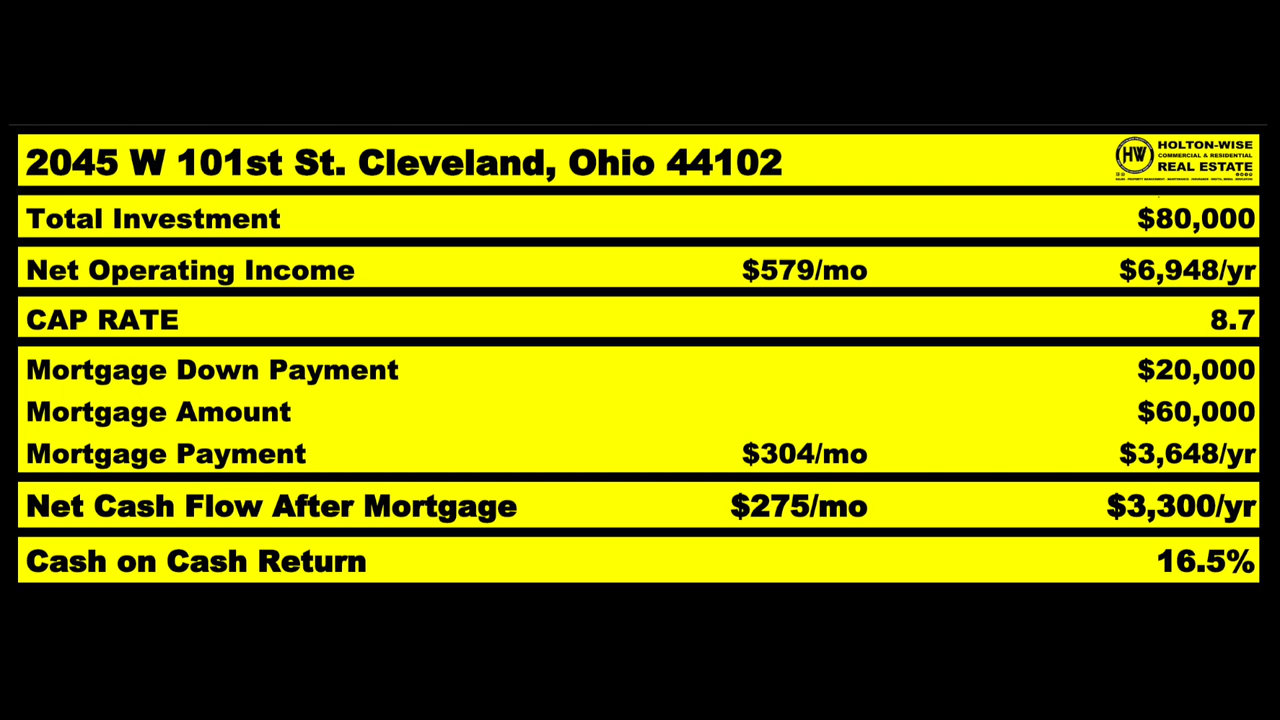 2045 W 101st St. Cleveland, Ohio 44102
HOLTON-WISE
COMMERCIAL & RESIDENTIAL
REAL ESTATE
HW
Total Investment $80,000
Net Operating Income $579/mo $6,948/yr
CAP RATE 8.7
Mortgage Down Payment $20,000
Mortgage Amount $60,000
Mortgage Payment $304/mo $3,648/yr
Net Cash Flow After Mortgage $275/mo $3,300/yr
Cash on Cash Return 16.5%